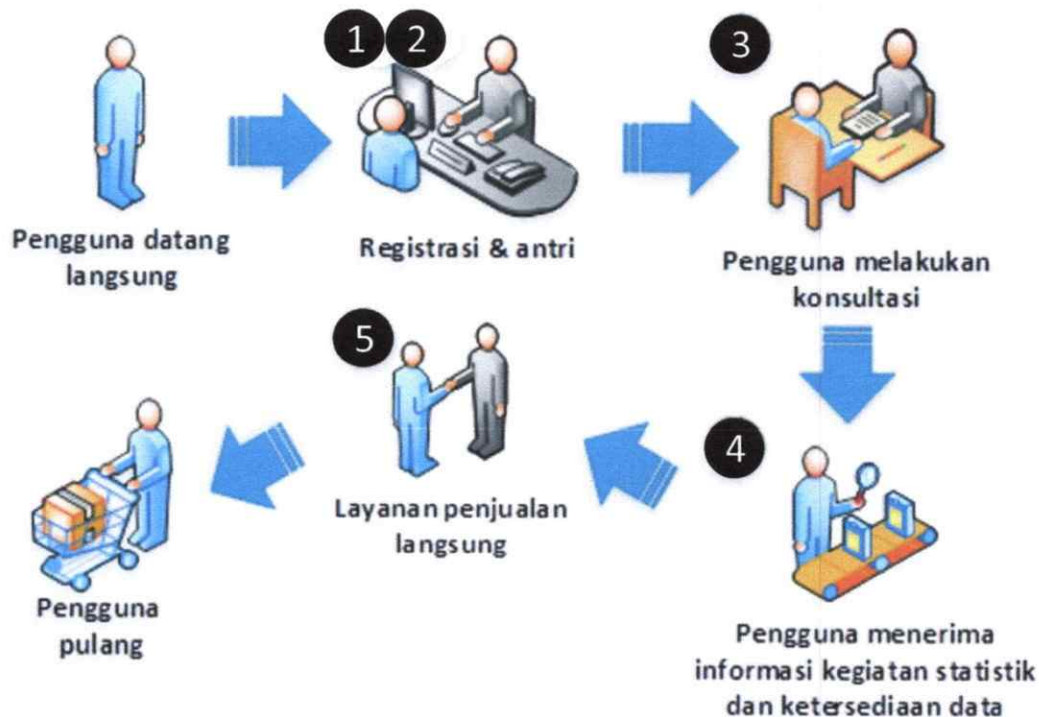 1 2
3
Pengguna datang
langsung
Registrasi & antri
Pengguna melakukan
konsultasi
4
Pengguna menerima
informasi kegiatan statistik
dan ketersediaan data
5
Layanan penjualan
langsung
Pengguna
pulang